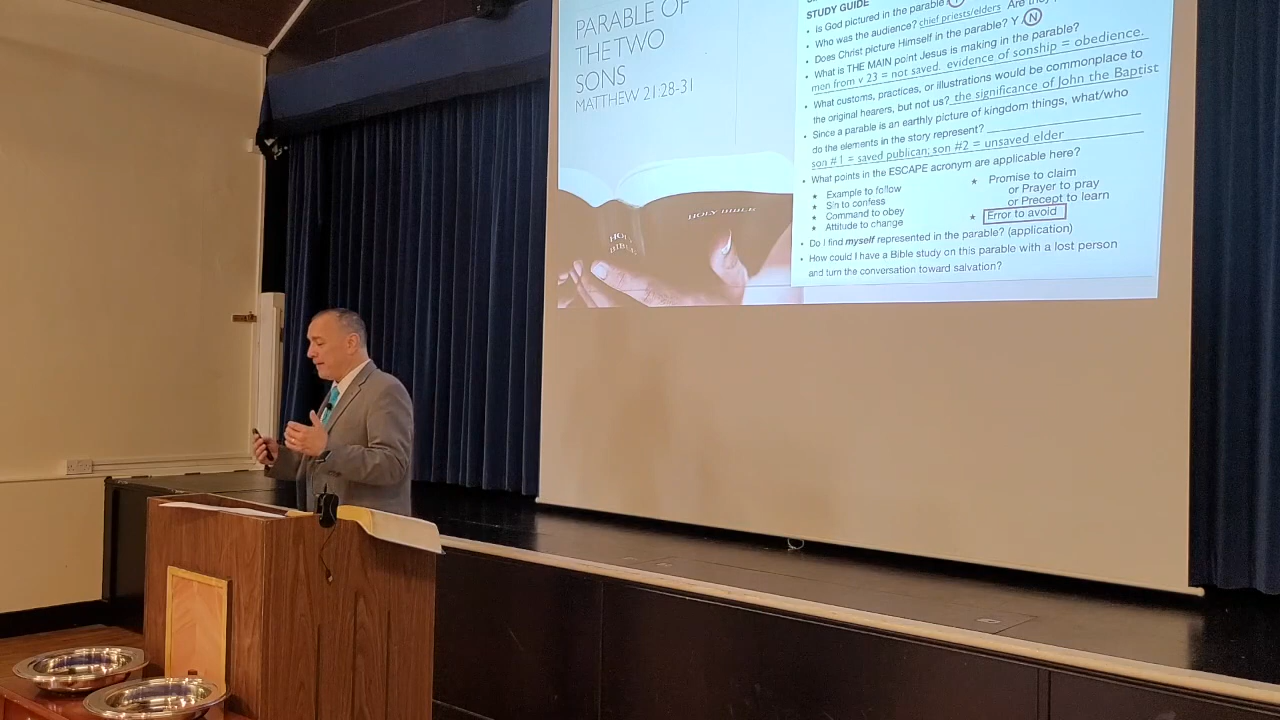 PARABLE OF
THE TWO
SONS
MATTHEW 21:28-31
HOLY BIBLE
HOLY
BIBLE
STUDY GUIDE
• Is God pictured in the parable
• Who was the audience? chief priests/elders. Are they
• Does Christ picture Himself in the parable? Y N
• What is THE MAIN point Jesus is making in the parable?
men from v 23 = not saved. evidence of sonship = obedience.
• What customs, practices, or illustrations would be commonplace to
the original hearers, but not us? the significance of John the Baptist
• Since a parable is an earthly picture of kingdom things, what/who
do the elements in the story represent?
son #1 = saved publican; son #2 = unsaved elder
• What points in the ESCAPE acronym are applicable here?
★ Example to follow
★ Sin to confess
★ Command to obey
★ Attitude to change
★ Promise to claim
or Prayer to pray
or Precept to learn
★ Error to avoid
• Do I find myself represented in the parable? (application)
• How could I have a Bible study on this parable with a lost person
and turn the conversation toward salvation?